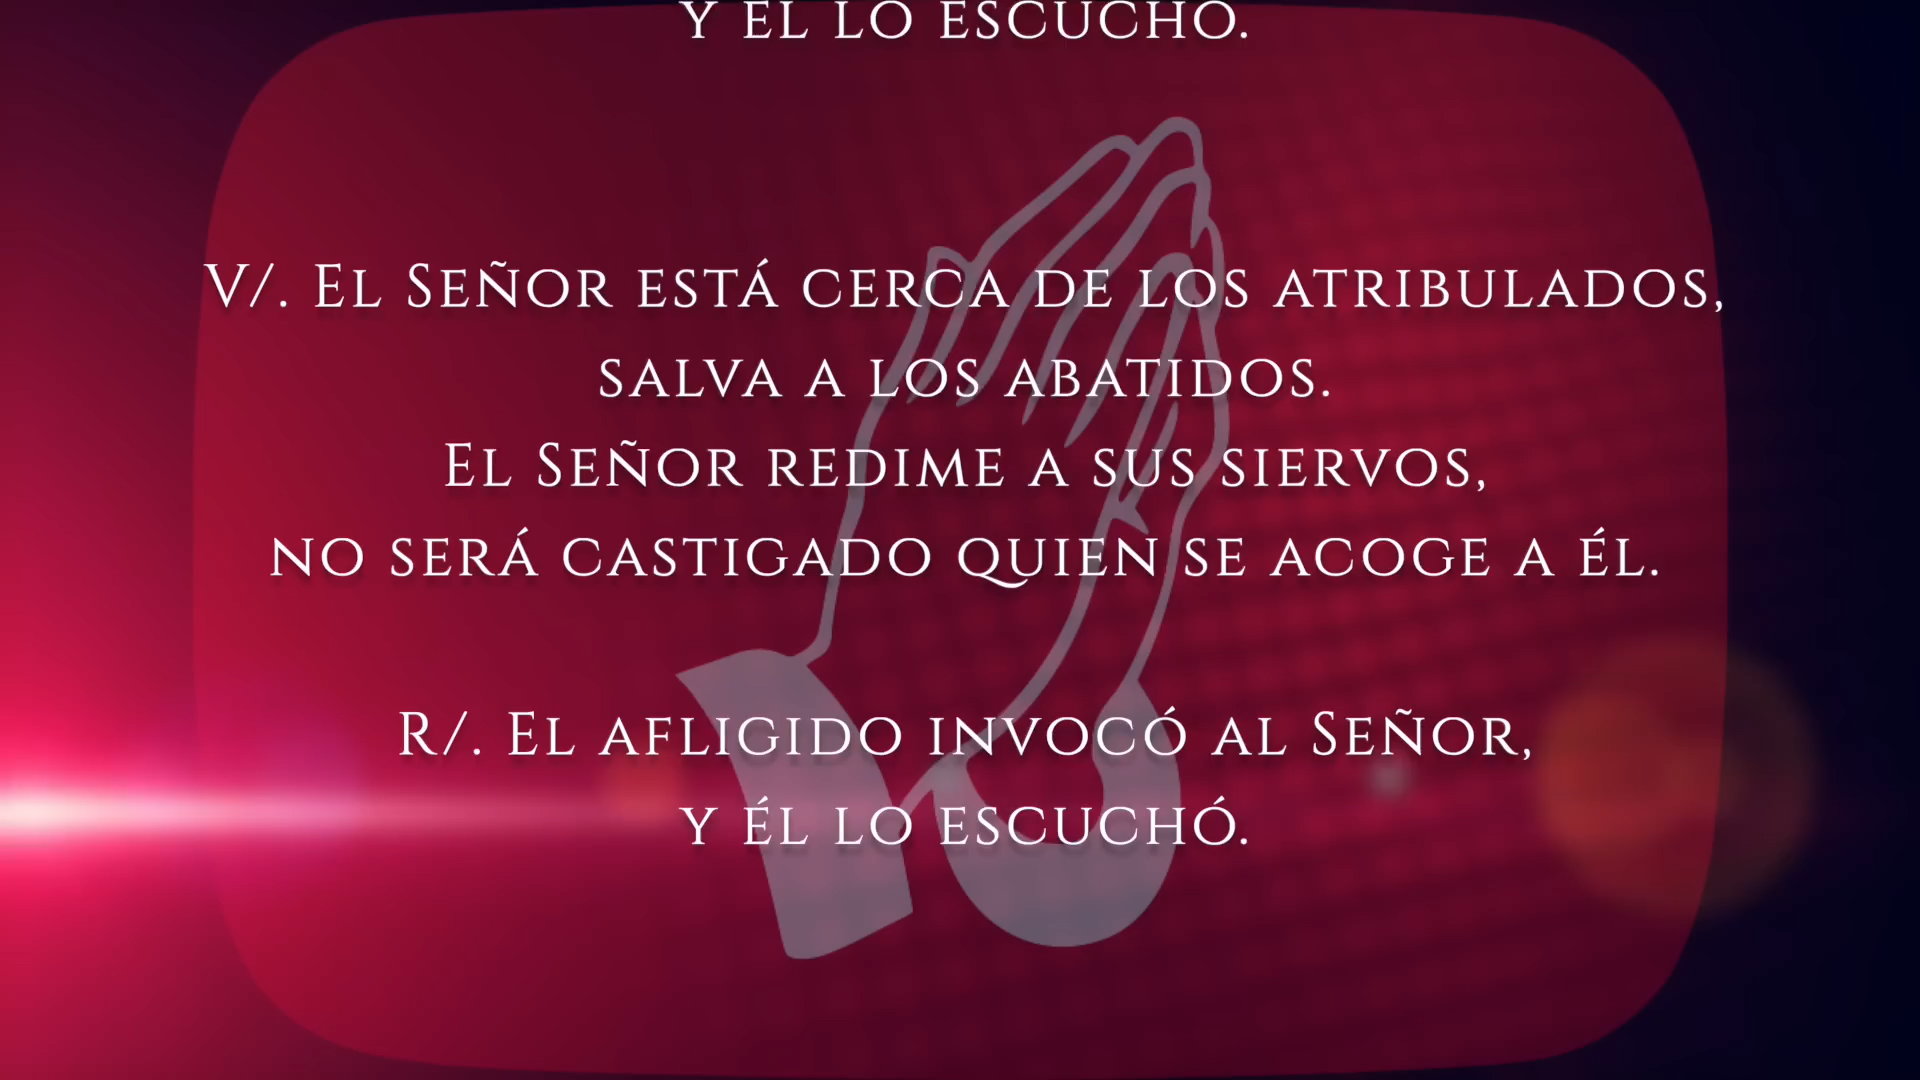 Y ÉL LO ESCUCHÓ.
V/. El Señor está cerca de los atribulados,
salva a los abatidos.
El Señor redime a sus siervos,
no será castigado quien se acoge a él.
R/. El afligido invocó al Señor,
y él lo escuchó.